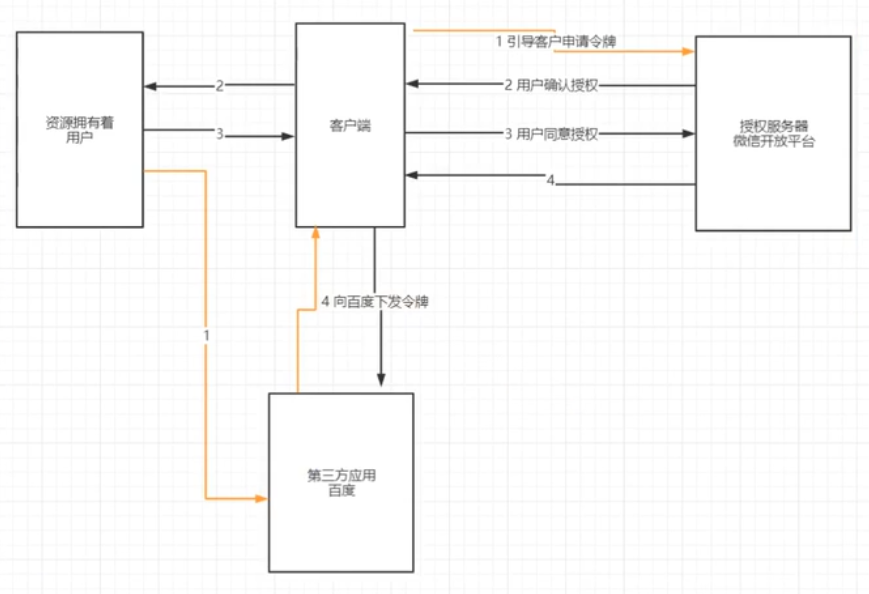 1 引导客户申请令牌
2
2 用户确认授权
资源拥有着
用户
客户端
3
3 用户同意授权
授权服务器
微信开放平台
4
4 向百度下发令牌
1
第三方应用
百度